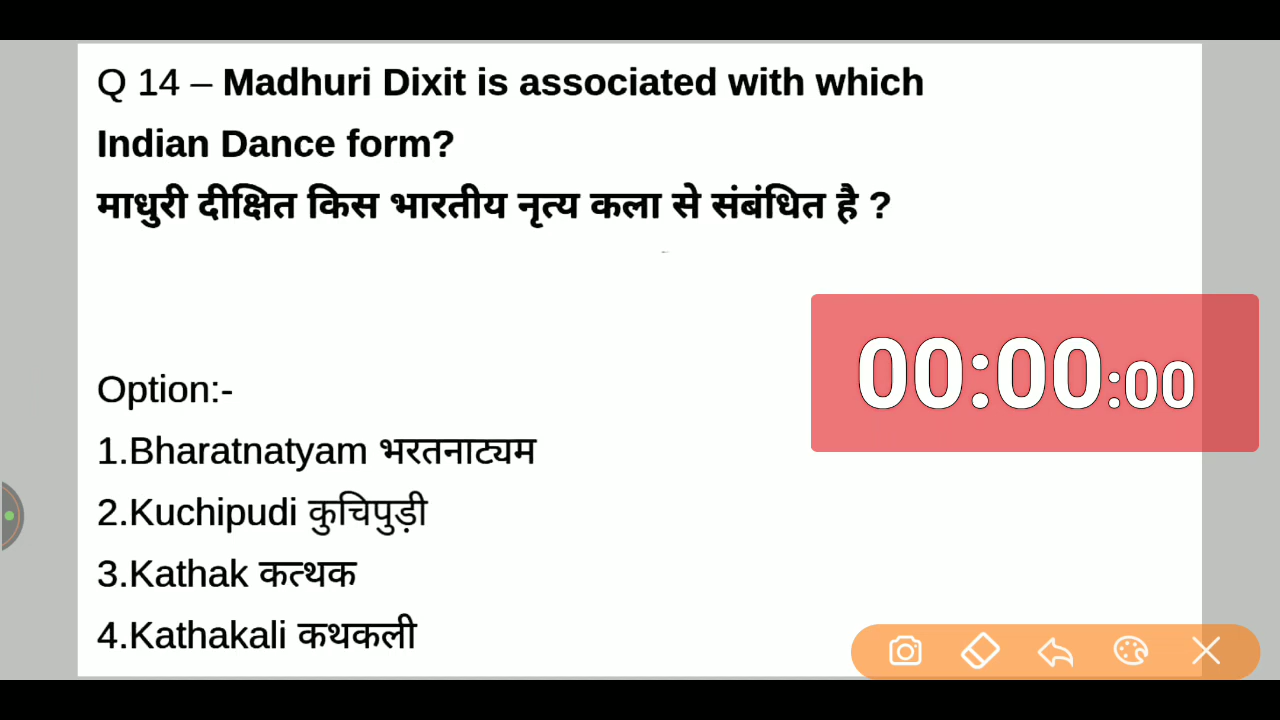 Q 14 – Madhuri Dixit is associated with which
Indian Dance form?
माधुरी दीक्षित किस भारतीय नृत्य कला से संबंधित है ?
00:00:00
Option:-
1.Bharatnatyam भरतनाट्यम
2.Kuchipudi कुचिपुड़ी
3.Kathak कत्थक
4.Kathakali कथकली